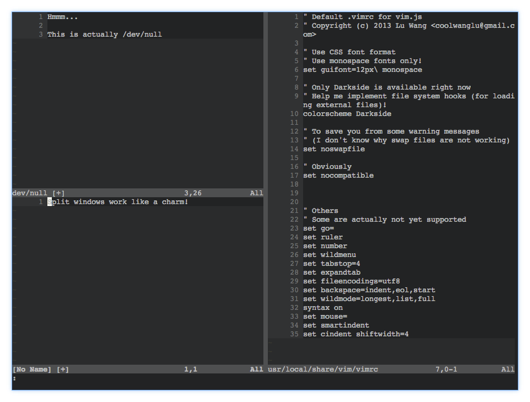 1 Hmmm...
2
3 This is actually /dev/null
dev/null [+] 3,26 All
1 Split windows work like a charm!
[No Name] [+] 1,1 All
:
1 " Default .vimrc for vim.js
2 " Copyright (c) 2013 Lu Wang <coolwanglu@gmail.c
om>
3
4 " Use CSS font format
5 " Use monospace fonts only!
6 set guifont=12px\ monospace
7
8 " Only Darkside is available right now
9 " Help me implement file system hooks (for loadi
ng external files)!
10 colorscheme Darkside
11
12 " To save you from some warning messages
13 " (I don't know why swap files are not working)
14 set noswapfile
15
16 " Obviously
17 set nocompatible
18
19
20
21 " Others
22 " Some are actually not yet supported
23 set go=
24 set ruler
25 set number
26 set wildmenu
27 set tabstop=4
28 set expandtab
29 set fileencodings=utf8
30 set backspace=indent,eol,start
31 set wildmode=longest,list,full
32 syntax on
33 set mouse=
34 set smartindent
35 set cindent shiftwidth=4
usr/local/share/vim/vimrc 7,0-1 All